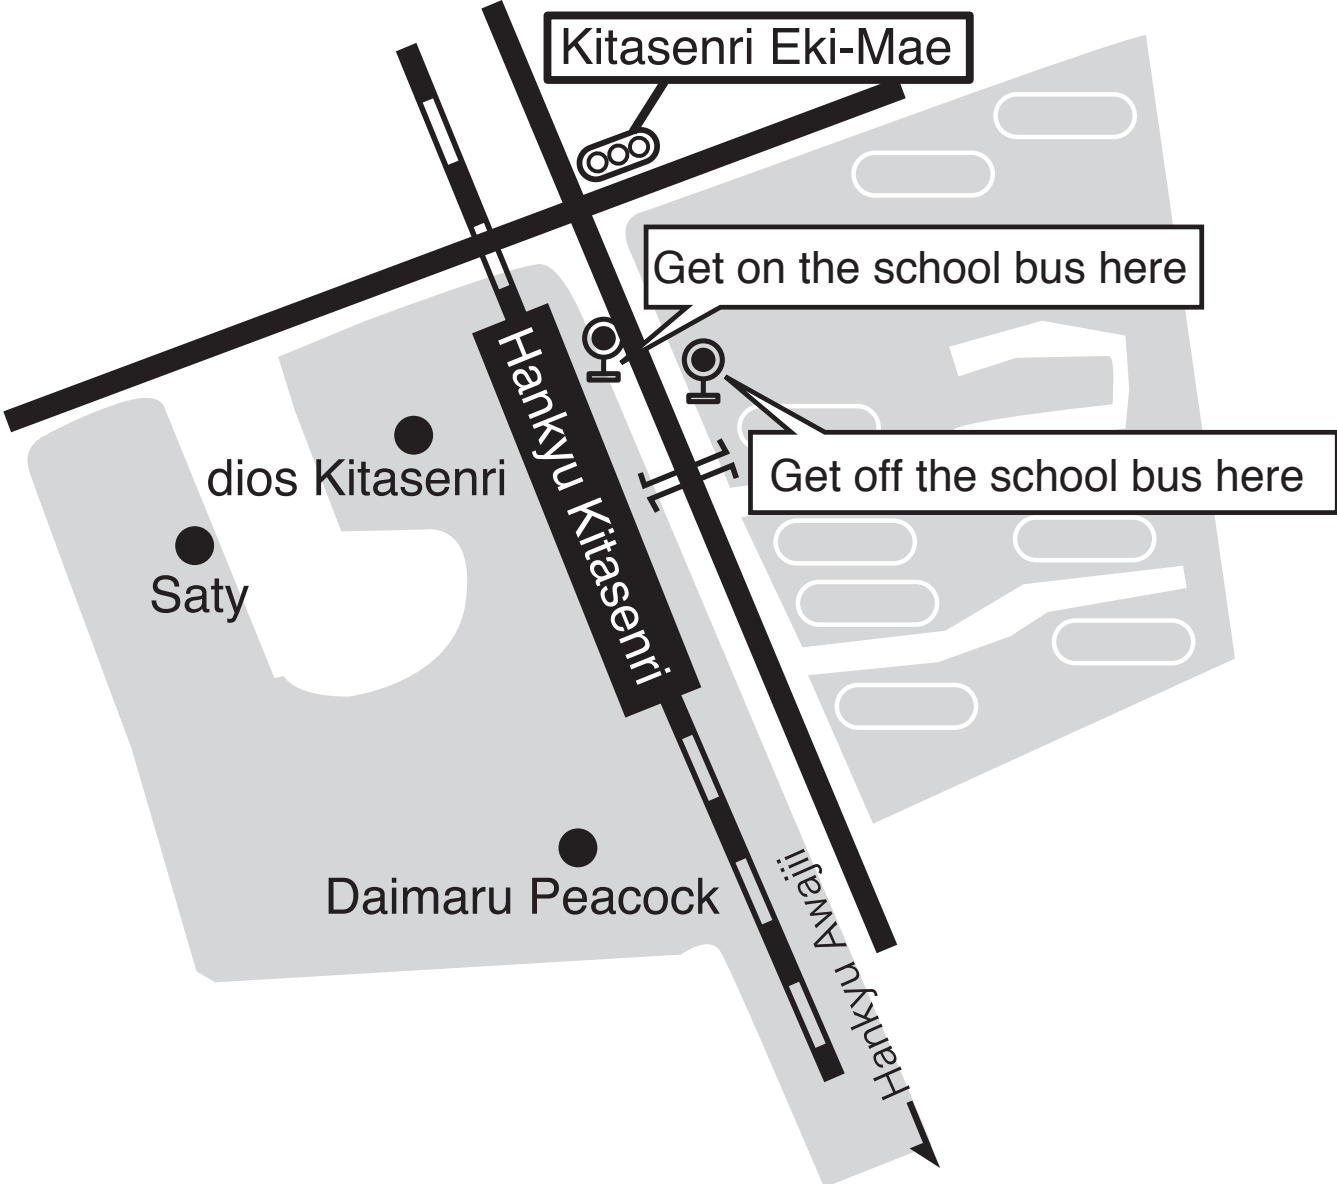 Kitasenri Eki-Mae
Get on the school bus here
Hankyu Kitasenri
dios Kitasenri
Get off the school bus here
Saty
Daimaru Peacock
Hankyu Awajii